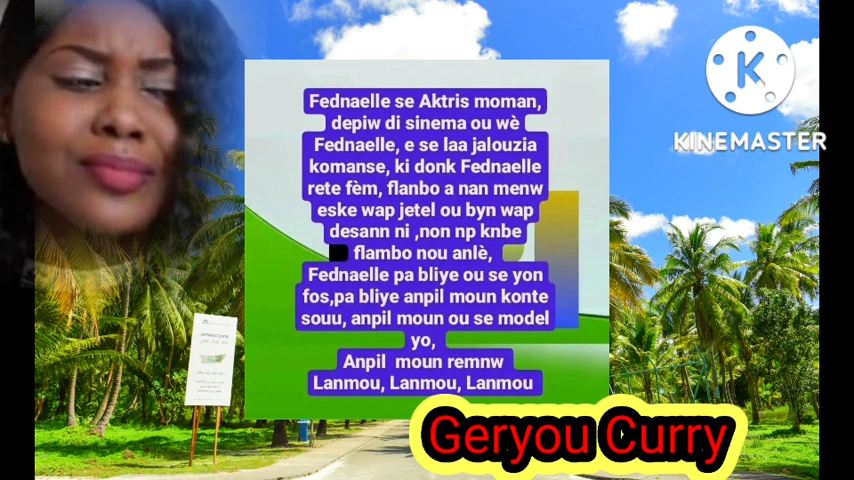 Fednaelle se Aktris moman,
depiw di sinema ou wè
Fednaelle, e se laa jalouzia
komanse, ki donk Fednaelle
rete fèm, flanbo a nan menw
eske wap jetel ou byn wap
desann ni ,non np knbe
flambo nou anlè,
Fednaelle pa bliye ou se yon
fos,pa bliye anpil moun konte
souu, anpil moun ou se model
yo,
Anpil moun remnw
Lanmou, Lanmou, Lanmou
K
KINEMASTER
Geryou Curry